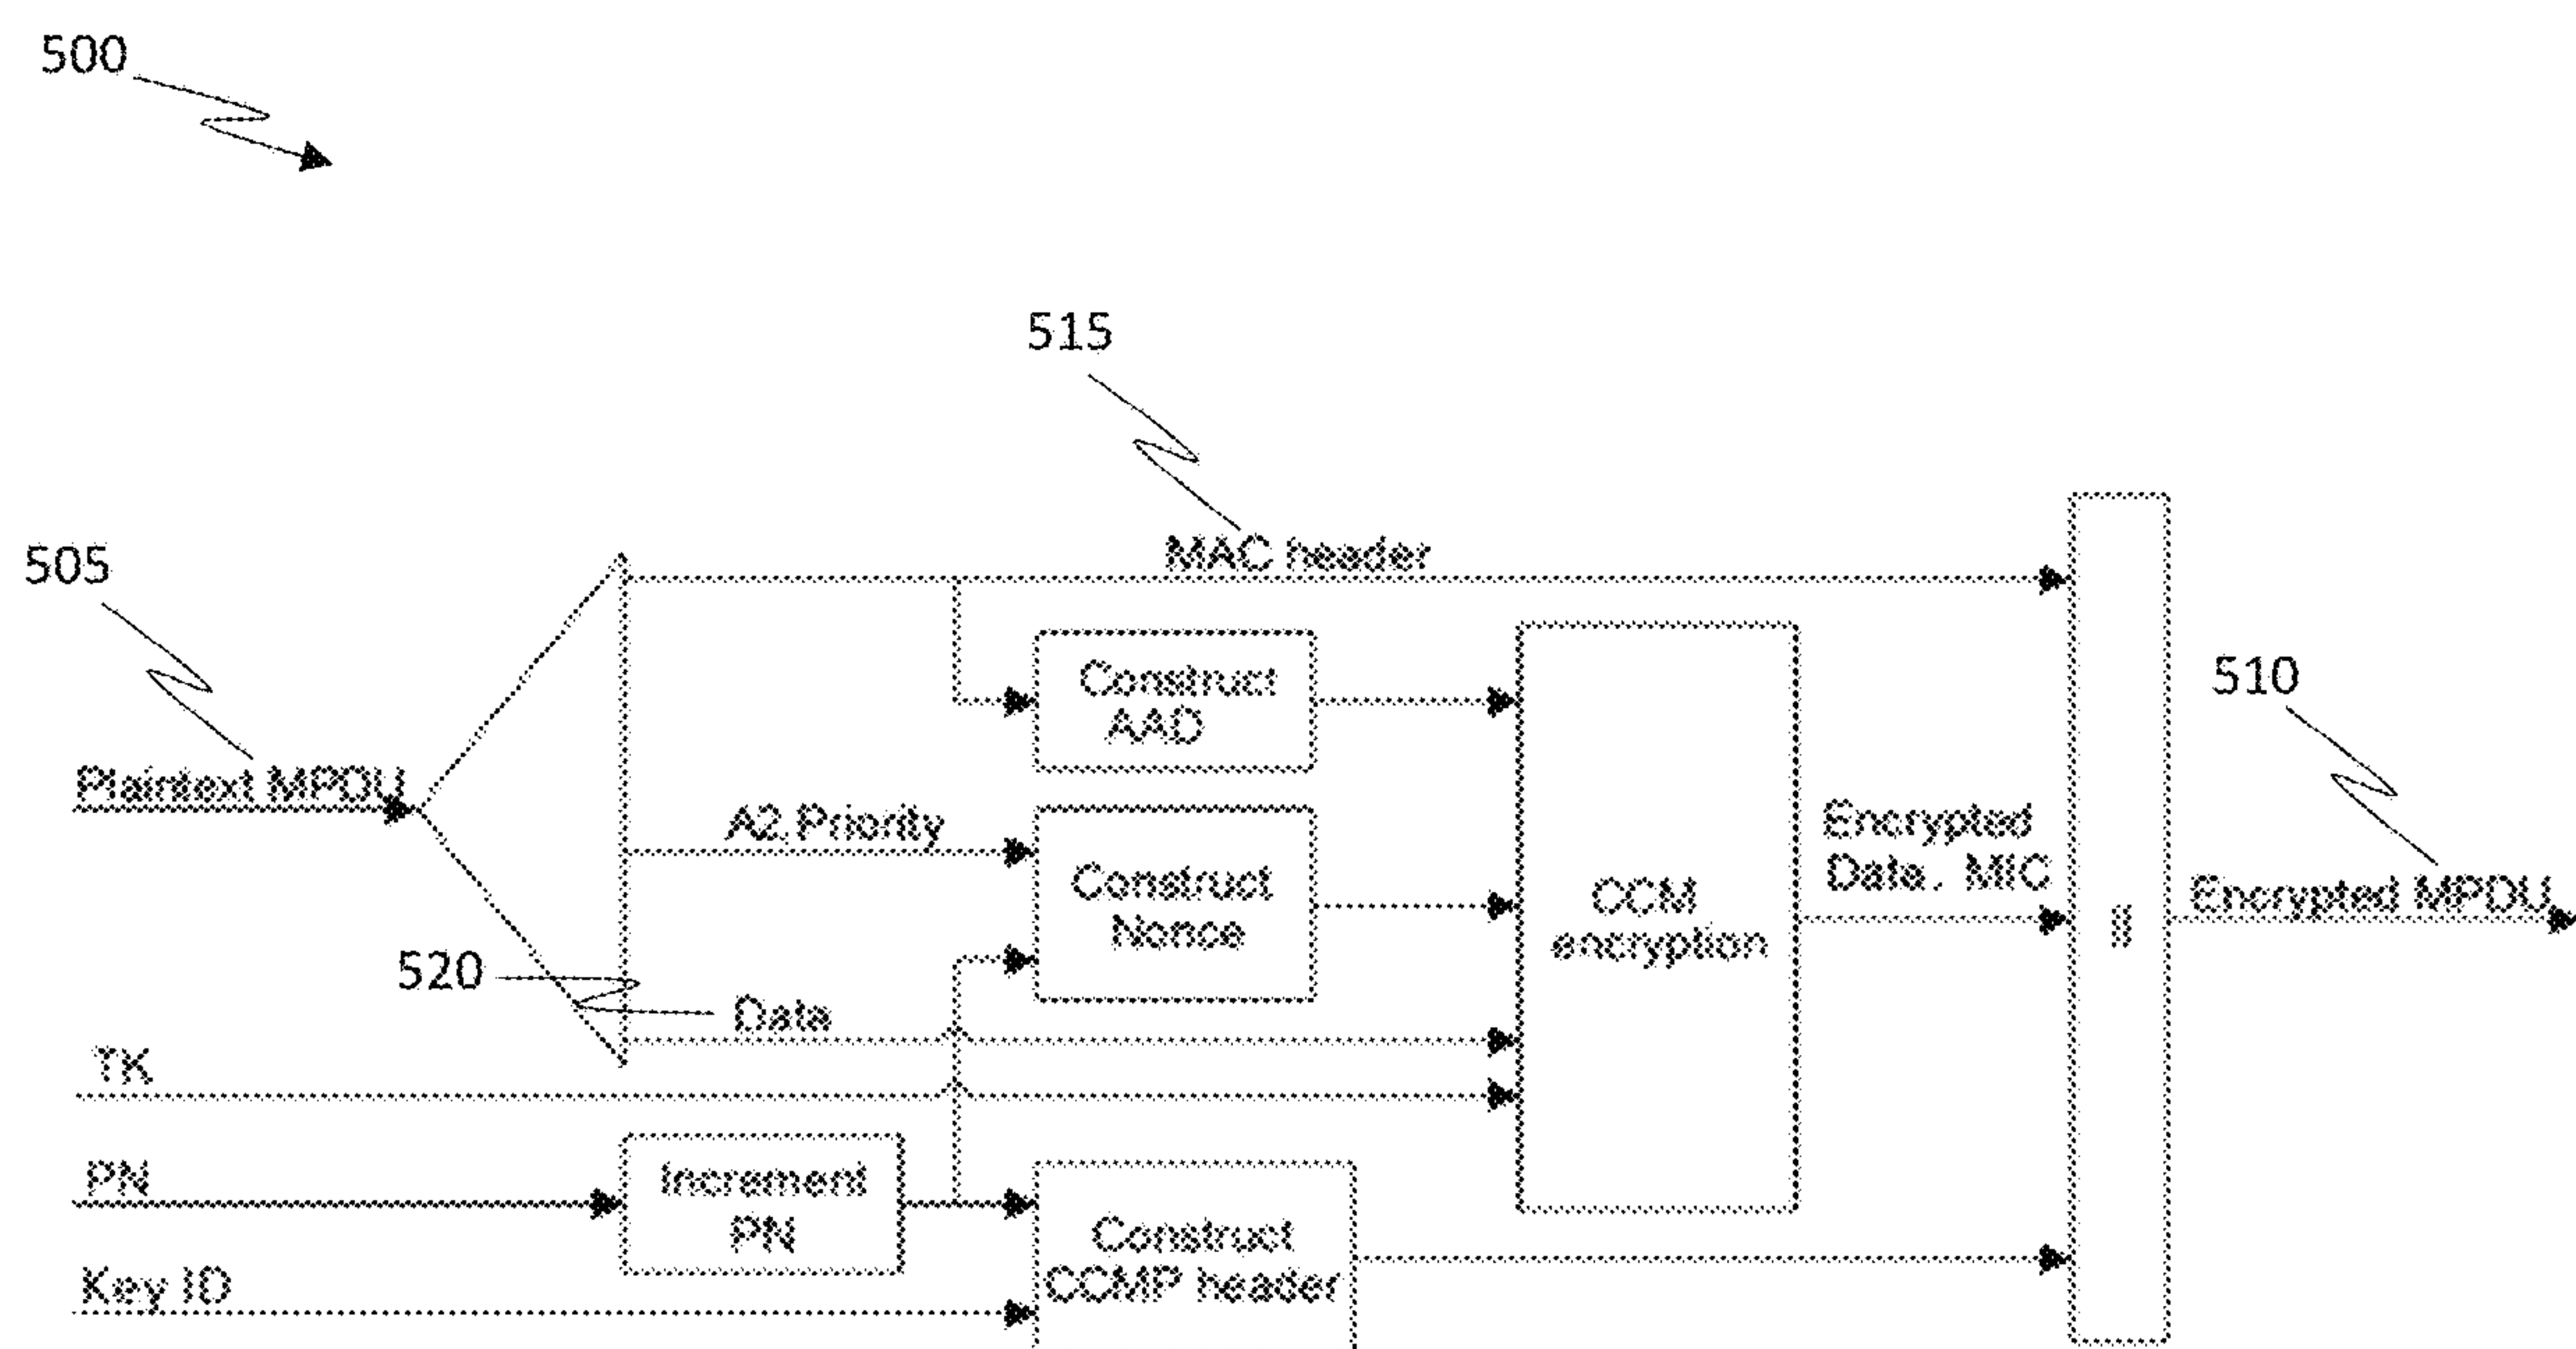 500
515
MAC header
505
Construct
AAD
510
Plaintext MPDU
A2,Priority
Construct
Nonce
Encrypted
Data, MIC
CCM
encryption
||
Encrypted MPDU
520
Data
TK
PN
Increment
PN
Construct
CCMP header
Key ID